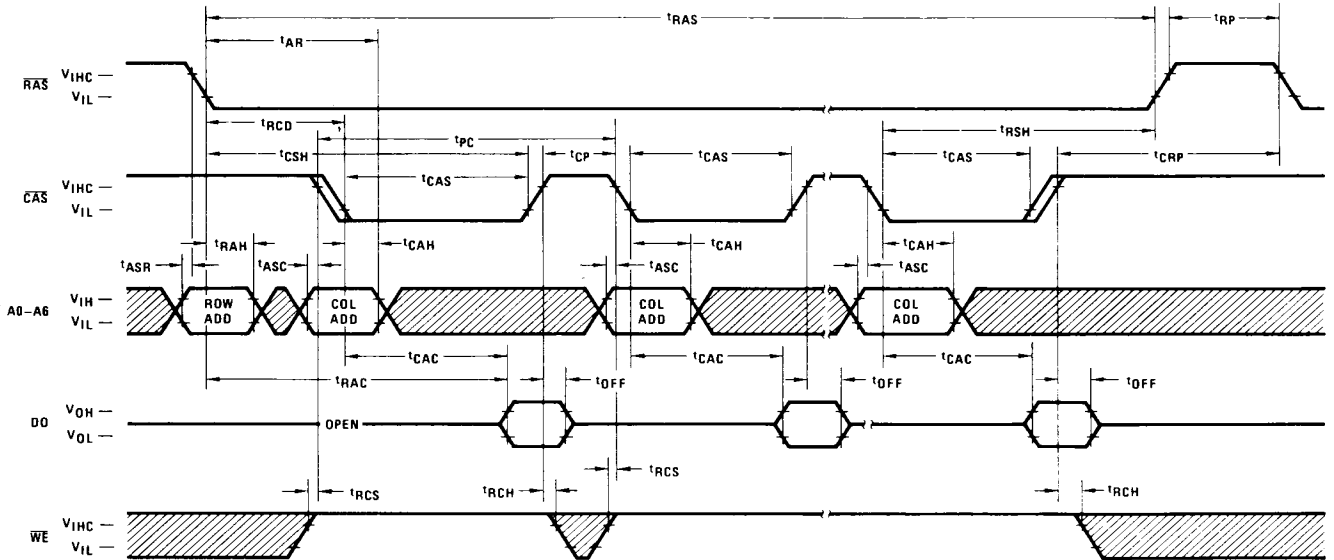 tRAS
tRP
tAR
RAS
VIHC
VIL
tRCD
tPC
tRSH
tCSH
tCP
tCAS
tCAS
tCRP
CAS
VIHC
VIL
tCAS
tRAH
tCAH
tCAH
tCAH
tASR
tASC
tASC
tASC
A0–A6
VIH
VIL
ROW
ADD
COL
ADD
COL
ADD
COL
ADD
tCAC
tCAC
tCAC
tRAC
tOFF
tOFF
tOFF
DO
VOH
VOL
OPEN
tRCS
tRCS
tRCH
tRCH
WE
VIHC
VIL